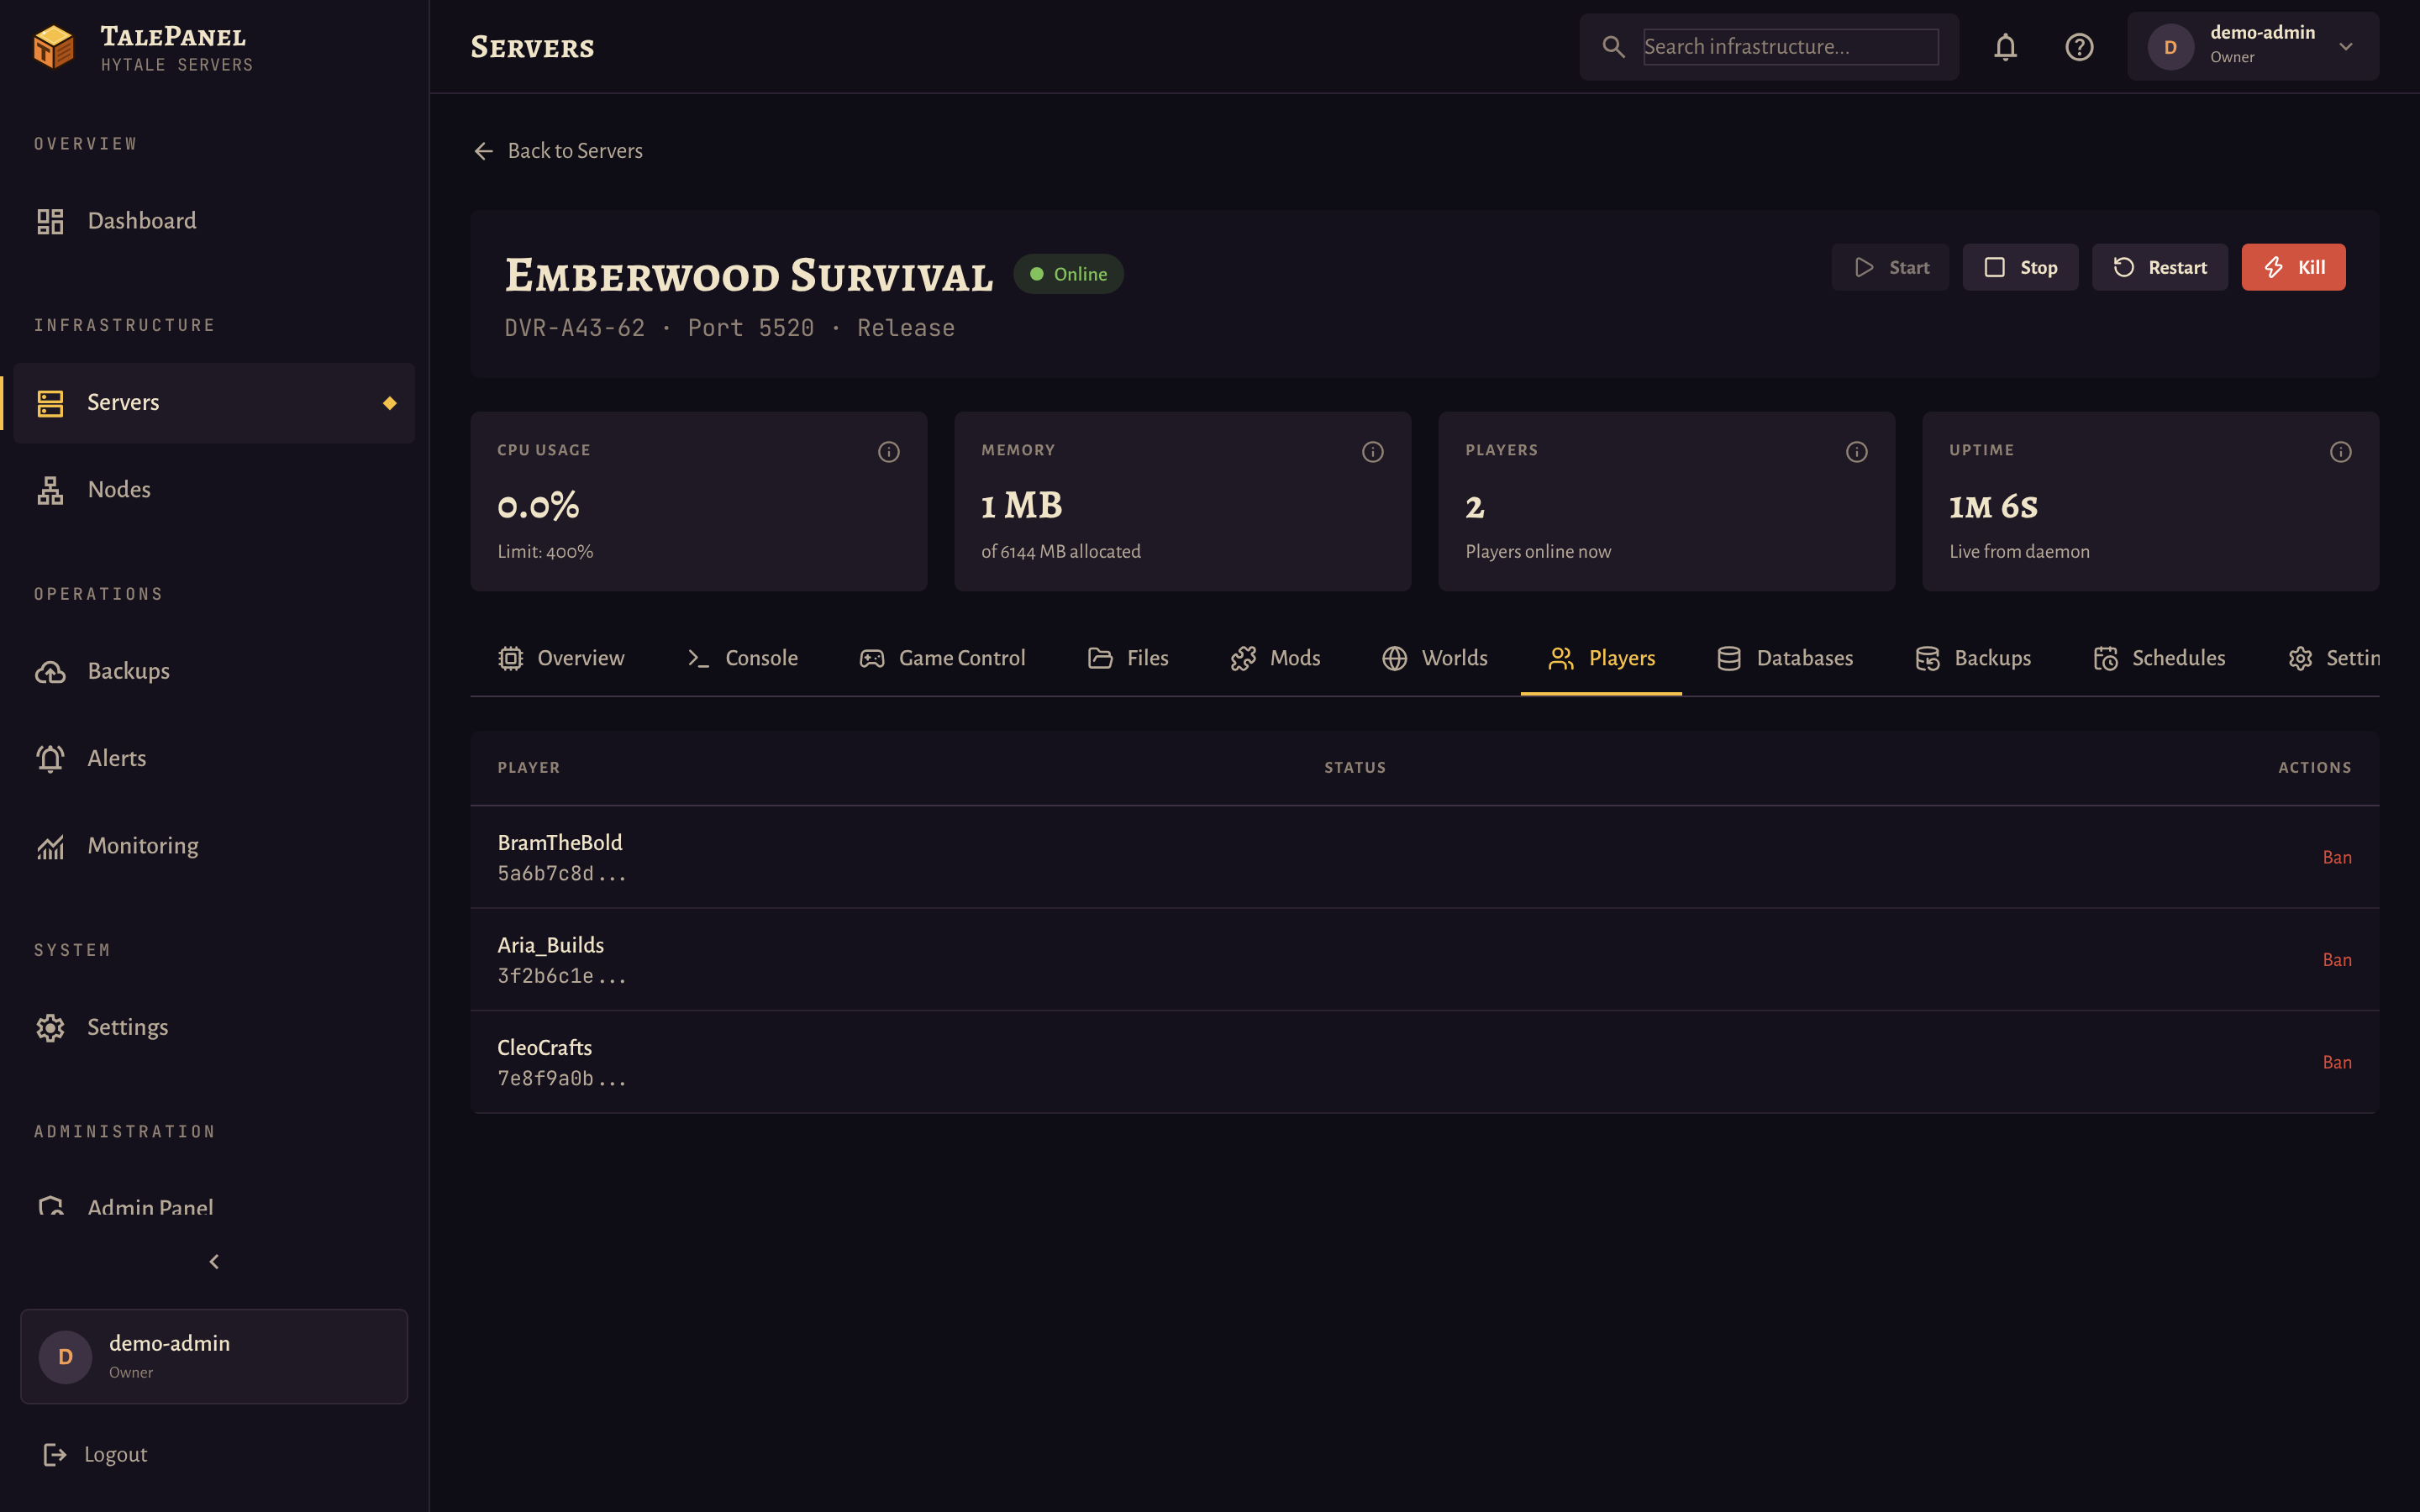 TalePanel
HYTALE SERVERS
OVERVIEW
Dashboard
INFRASTRUCTURE
Servers
Nodes
OPERATIONS
Backups
Alerts
Monitoring
SYSTEM
Settings
ADMINISTRATION
Admin Panel
D
demo-admin
Owner
Logout
Servers
Search infrastructure...
D
demo-admin
Owner
Back to Servers
Emberwood Survival
Online
DVR-A43-62 · Port 5520 · Release
Start
Stop
Restart
Kill
CPU USAGE
0.0%
Limit: 400%
MEMORY
1 MB
of 6144 MB allocated
PLAYERS
2
Players online now
UPTIME
1m 6s
Live from daemon
Overview
Console
Game Control
Files
Mods
Worlds
Players
Databases
Backups
Schedules
Settin
PLAYER STATUS ACTIONS
BramTheBold
5a6b7c8d...
Ban
Aria_Builds
3f2b6c1e...
Ban
CleoCrafts
7e8f9a0b...
Ban